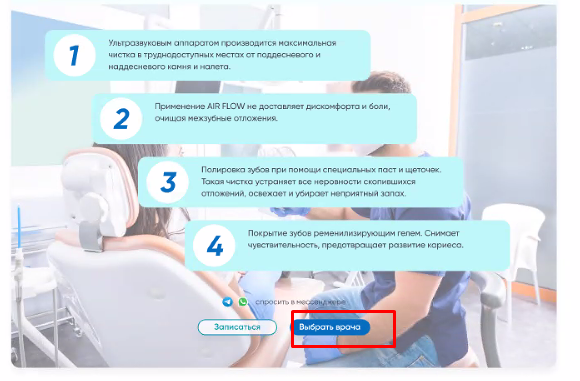 1
Ультразвуковым аппаратом производится максимальная
чистка в труднодоступных местах от поддесневого и
наддесневого камня и налета.
2
Применение AIR FLOW не доставляет дискомфорта и боли,
очищая межзубные отложения.
3
Полировка зубов при помощи специальных паст и щеточек.
Такая чистка устраняет все неровности скопившихся
отложений, освежает и убирает неприятный запах.
4
Покрытие зубов ременилизирующим гелем. Снимает
чувствительность, предотвращает развитие кариеса.
спросить в мессенджере
Записаться
Выбрать врача